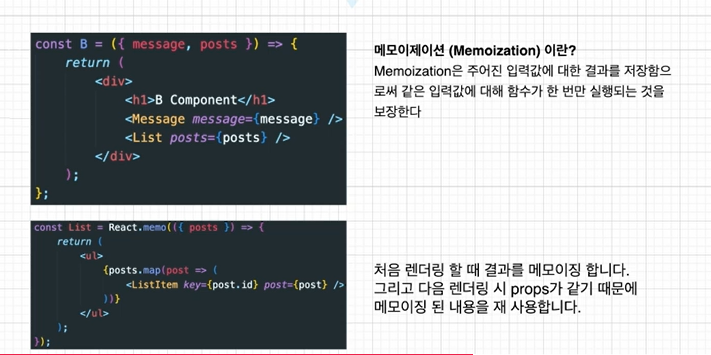 const B = ({ message, posts }) => {
return (
<div>
<h1>B Component</h1>
<Message message={message} />
<List posts={posts} />
</div>
);
};
메모이제이션 (Memoization) 이란?
Memoization은 주어진 입력값에 대한 결과를 저장함으
로써 같은 입력값에 대해 함수가 한 번만 실행되는 것을
보장한다
const List = React.memo(({ posts }) => {
return (
<ul>
{posts.map(post => (
<ListItem key={post.id} post={post} />
))}
</ul>
);
});
처음 렌더링 할 때 결과를 메모이징 합니다.
그리고 다음 렌더링 시 props가 같기 때문에
메모이징 된 내용을 재 사용합니다.